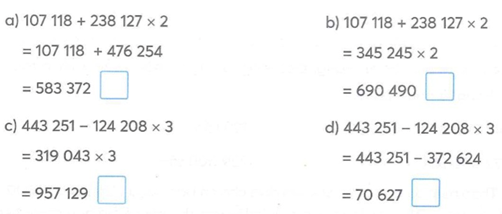 a) 107 118 + 238 127 × 2
= 107 118 + 476 254
= 583 372
b) 107 118 + 238 127 × 2
= 345 245 × 2
= 690 490
c) 443 251 – 124 208 × 3
= 319 043 × 3
= 957 129
d) 443 251 – 124 208 × 3
= 443 251 – 372 624
= 70 627